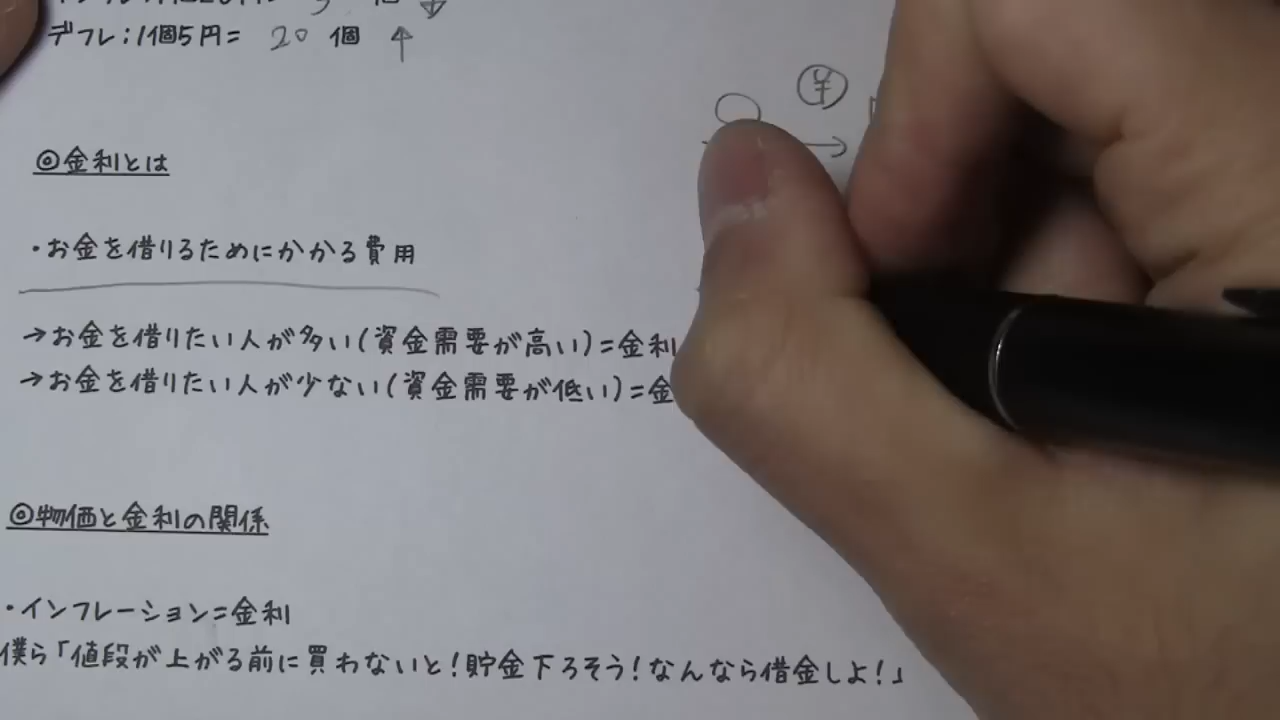 デフレ:1個5円= 20 個 ↑
¥
◎金利とは
・お金を借りるためにかかる費用
→お金を借りたい人が多い(資金需要が高い)=金利
→お金を借りたい人が少ない(資金需要が低い)=金
◎物価と金利の関係
・インフレーション=金利
僕ら「値段が上がる前に買わないと!貯金下ろそう!なんなら借金しよ!」